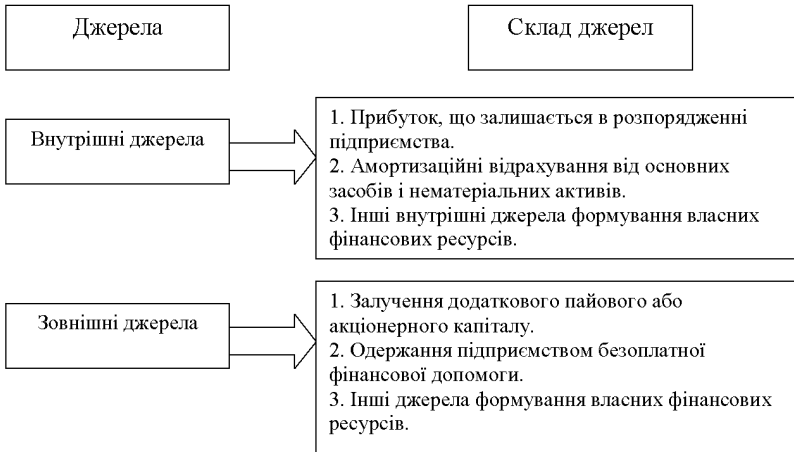 Джерела
Склад джерел
Внутрішні джерела
1. Прибуток, що залишається в розпорядженні
підприємства.
2. Амортизаційні відрахування від основних
засобів і нематеріальних активів.
3. Інші внутрішні джерела формування власних
фінансових ресурсів.
Зовнішні джерела
1. Залучення додаткового пайового або
акціонерного капіталу.
2. Одержання підприємством безоплатної
фінансової допомоги.
3. Інші джерела формування власних фінансових
ресурсів.